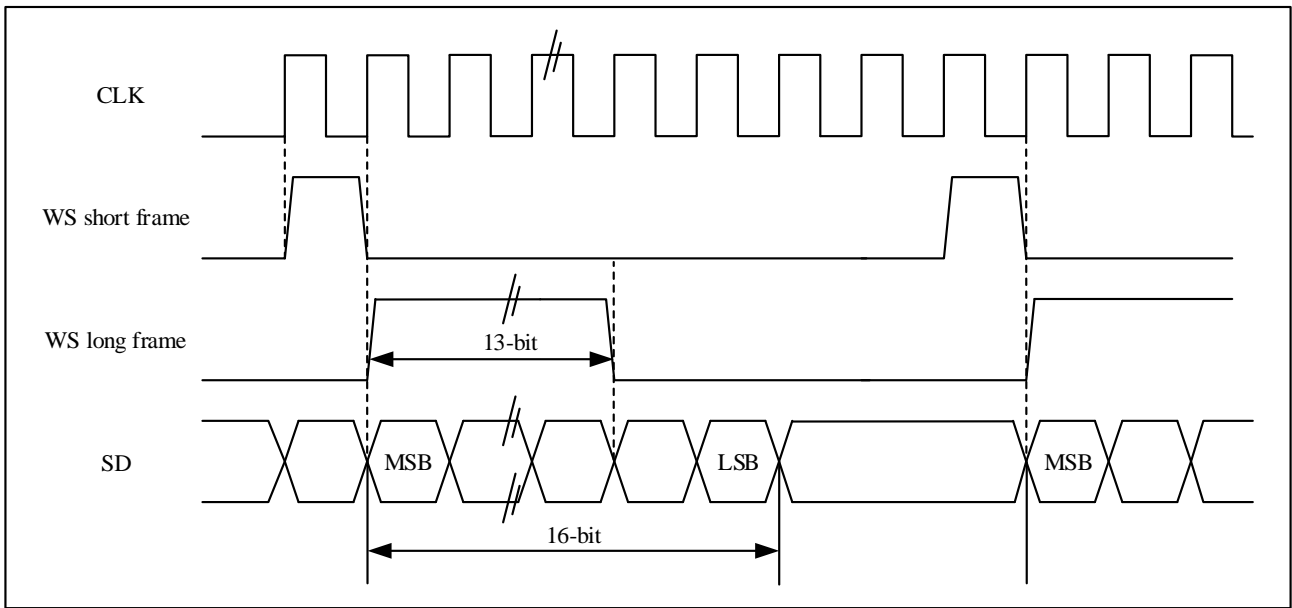 CLK
WS short frame
WS long frame
13-bit
SD
MSB
LSB
MSB
16-bit